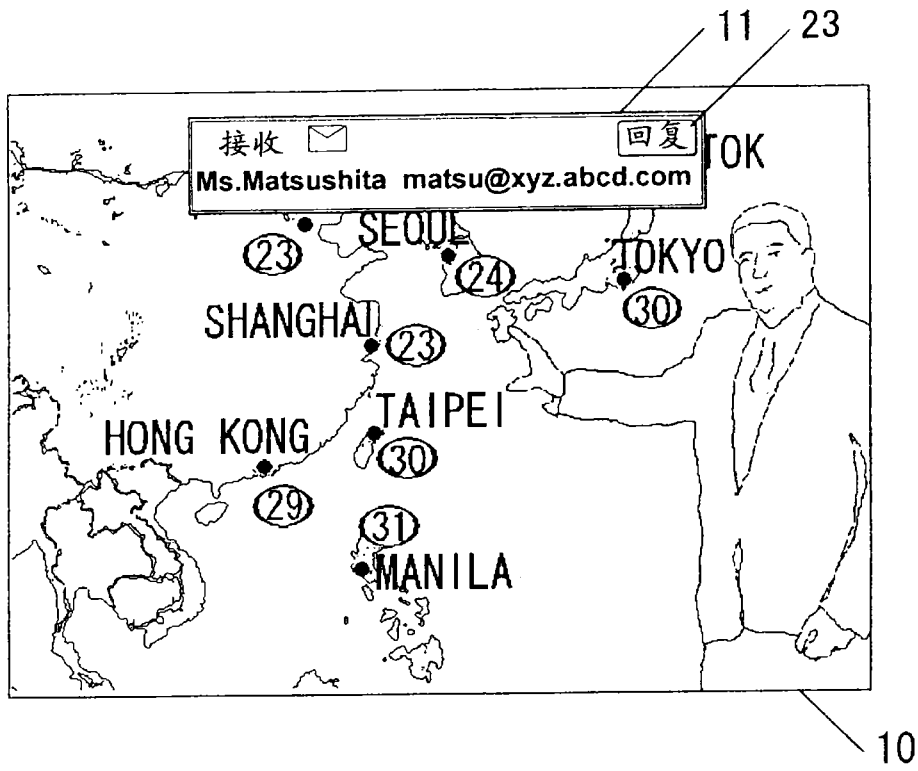 11 23
接收 回复
TOK
Ms.Matsushita matsu@xyz.abcd.com
SEOUL
23
24
TOKYO
30
SHANGHAI
23
TAIPEI
HONG KONG
30
29
31
MANILA
10